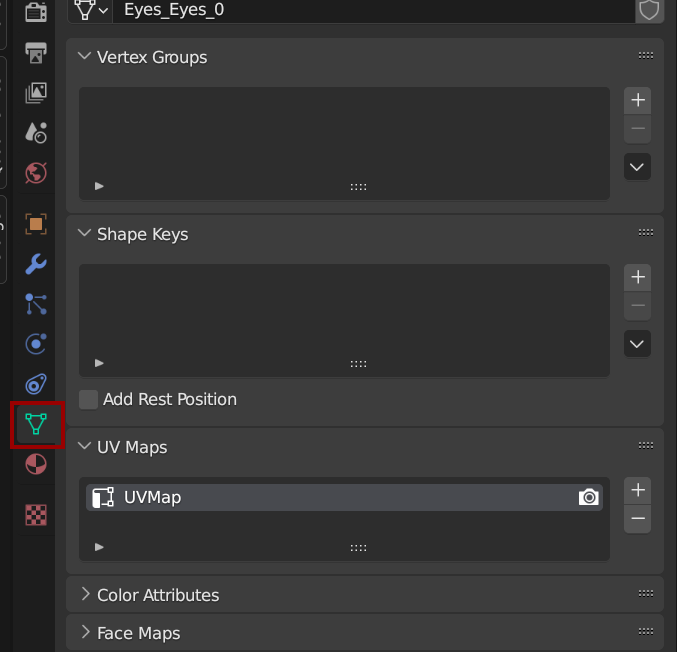 Eyes_Eyes_0
Vertex Groups
Shape Keys
Add Rest Position
UV Maps
UVMap
Color Attributes
Face Maps